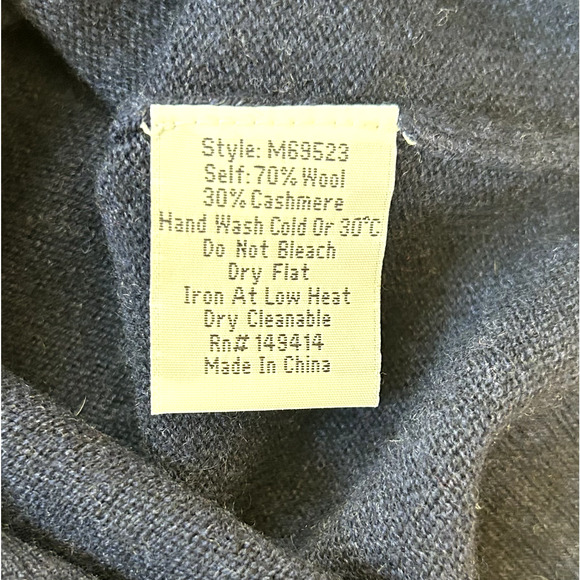 Style: M69523
Self: 70% Wool
30% Cashmere
Hand Wash Cold Or 30°C
Do Not Bleach
Dry Flat
Iron At Low Heat
Dry Cleanable
Rn# 149414
Made In China